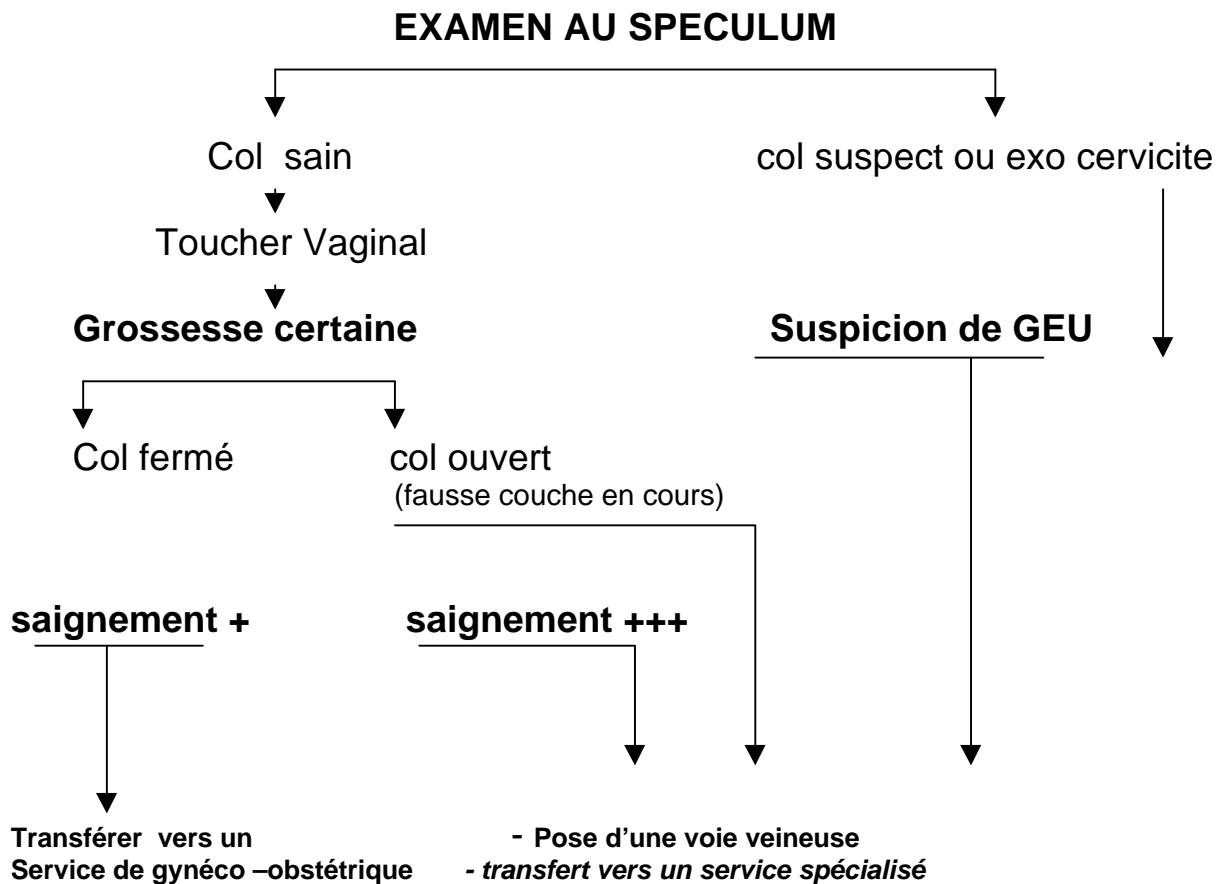 EXAMEN AU SPECULUM
Col sain
col suspect ou exo cervicite
Toucher Vaginal
Grossesse certaine
Suspicion de GEU
Col fermé
col ouvert
(fausse couche en cours)
saignement +
saignement +++
Transférer vers un
Service de gynéco –obstétrique
- Pose d’une voie veineuse
- transfert vers un service spécialisé